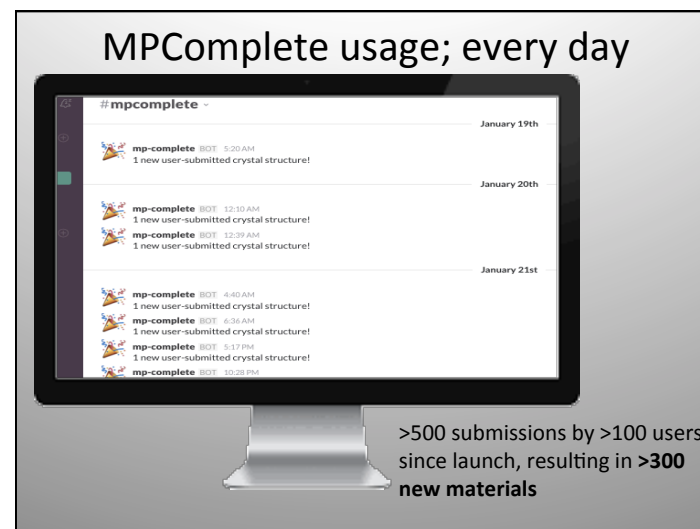 MPComplete usage; every day
#mpcomplete
January 19th
mp-complete BOT 5:20 AM
1 new user-submitted crystal structure!
January 20th
mp-complete BOT 12:10 AM
1 new user-submitted crystal structure!
mp-complete BOT 12:39 AM
1 new user-submitted crystal structure!
January 21st
mp-complete BOT 4:40 AM
1 new user-submitted crystal structure!
mp-complete BOT 6:36 AM
1 new user-submitted crystal structure!
mp-complete BOT 5:17 PM
1 new user-submitted crystal structure!
mp-complete BOT 10:28 PM
>500 submissions by >100 users
since launch, resulting in >300
new materials